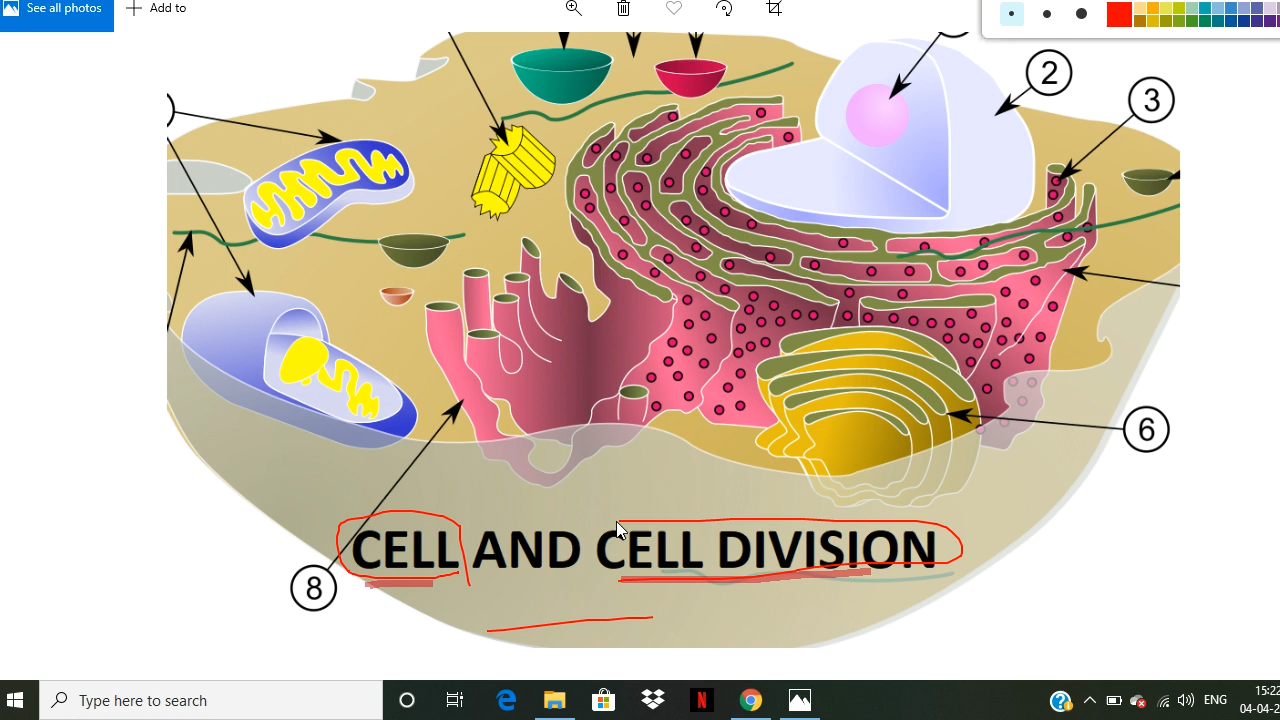 See all photos
Add to
2
3
6
CELL AND CELL DIVISION
8
Type here to search
ENG
15:22
04-04-2